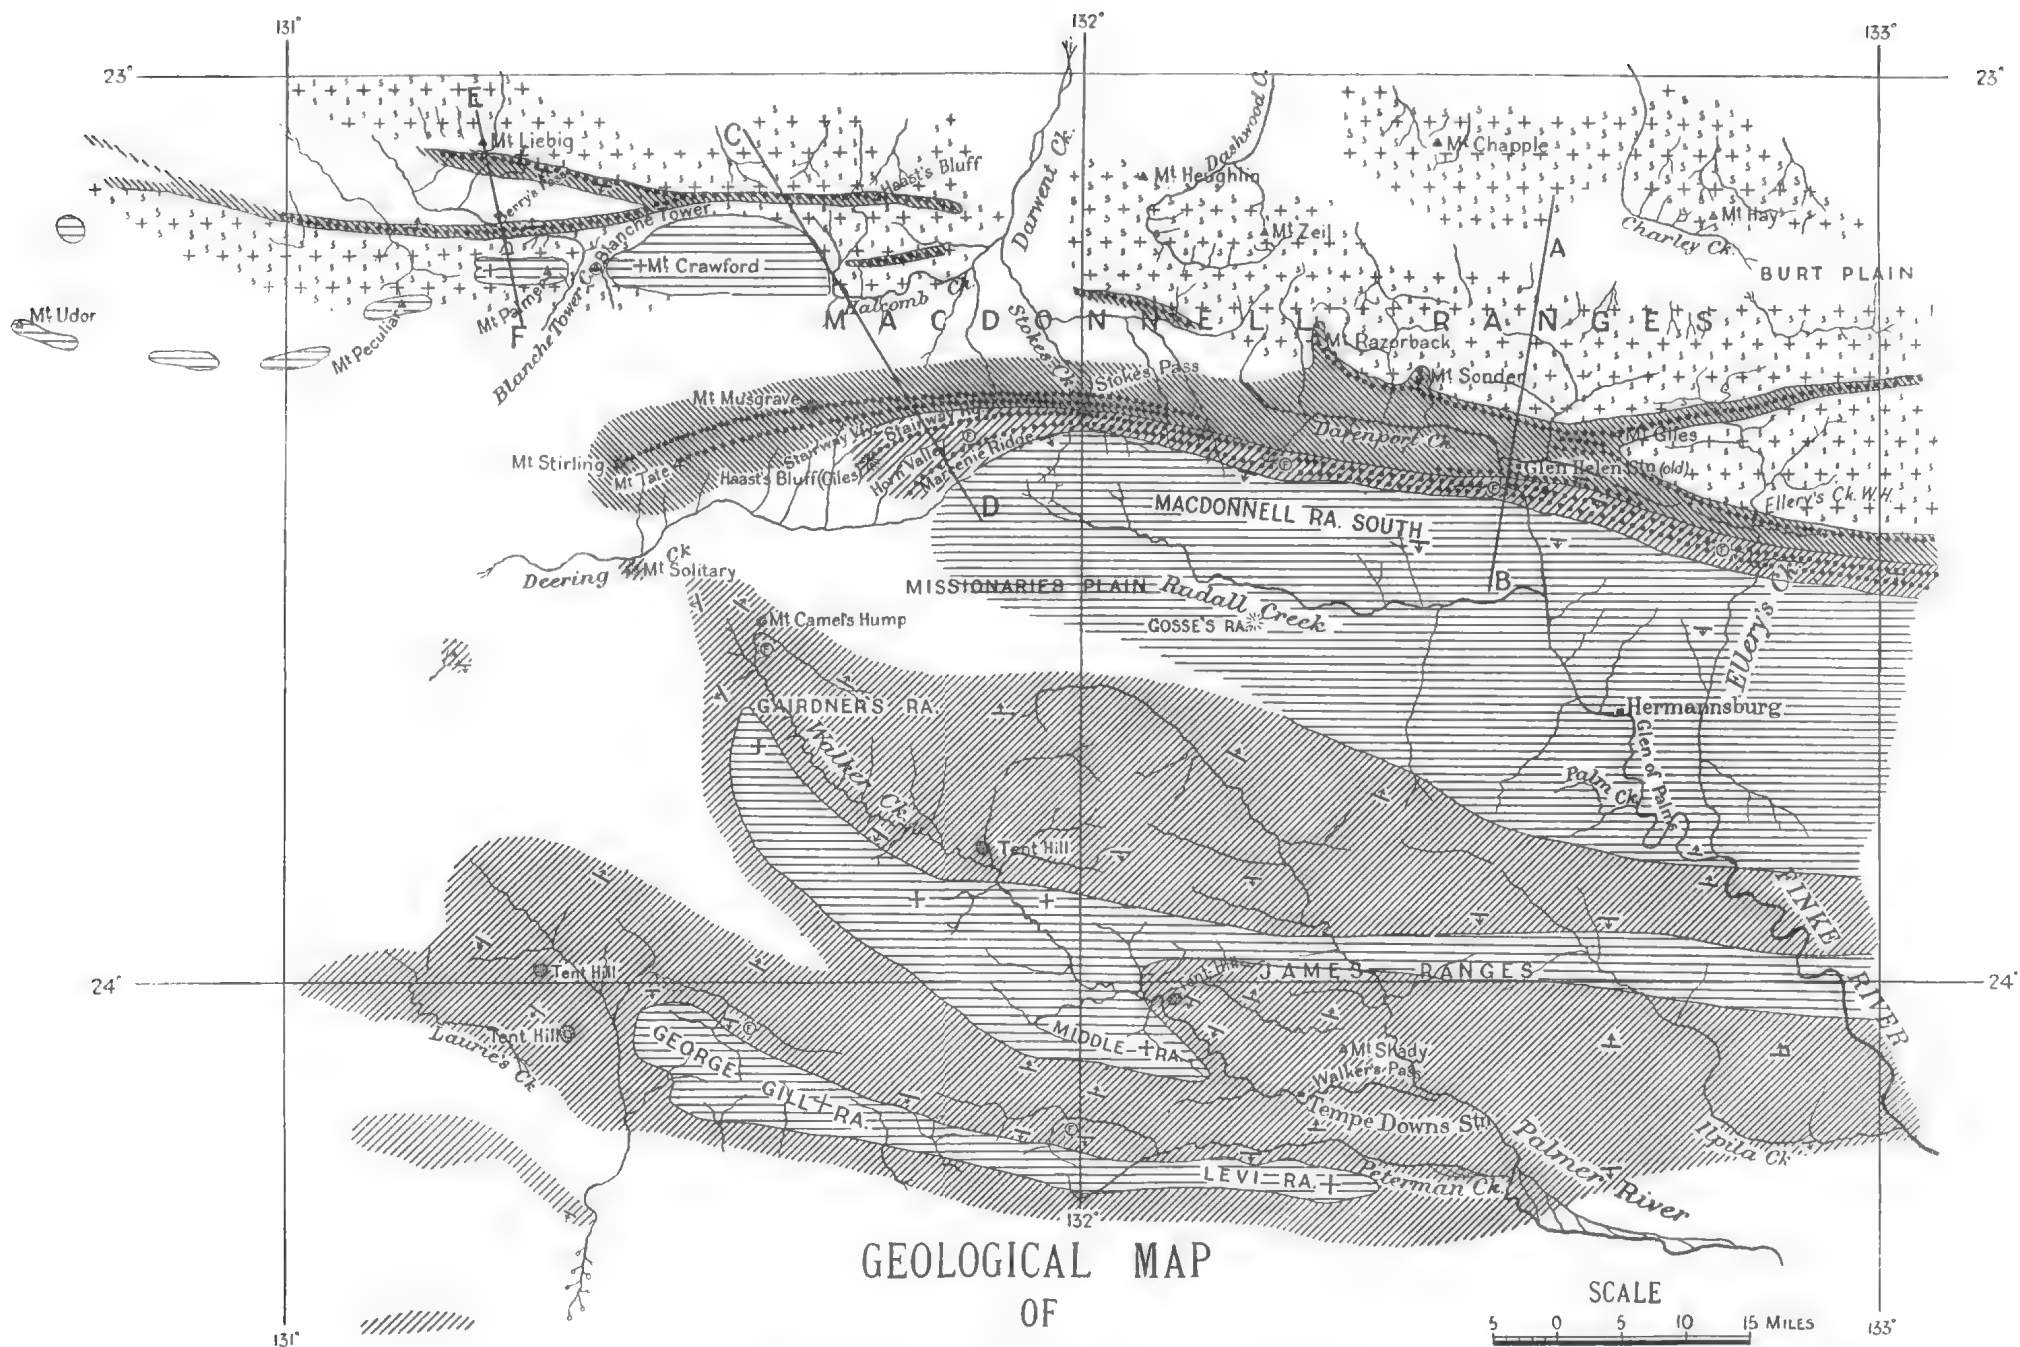 131°
132°
133°
23°
23°
E
Mt Liebig
C
Haast's Bluff
Darwent Ck.
Dashwood C.
Mt Heughlin
Mt Chapple
Mt Hay
Charley Ck.
BURT PLAIN
Berry's Pass
Blanche Tower
Mt Zeil
A
Mt Crawford
Mt Udor
Mt Palmer
F
Mt Peculiar
Blanche Tower C.
Halcomb Ck.
Stokes Ck
MACDONNELL RANGES
Mt Razorback
Mt Sonder
Stokes Pass
Mt Musgrave
Mt Stirling
Mt Tate
Haast's Bluff (Giles)
Stairway Vy.
Horn Valley
Mareenie Ridge
D
Davenport Ck
Mt Giles
Glen Helen Stn (old)
Ellery's Ck. W.H.
MACDONNELL RA. SOUTH
Deering Ck
Mt Solitary
MISSIONARIES PLAIN
Rudall Creek
B
GOSSE'S RA.
Mt Camel's Hump
Ellery's Ck.
GAIRDNER'S RA.
Walker Ck.
Hermannsburg
Glen of Palms
Palm Ck.
Tent Hill
FINKE RIVER
24°
24°
Tent Hill
Tent Hill
Tent Hill
JAMES RANGES
Laurie's Ck
MIDDLE RA.
GEORGE GILL RA.
Mt Shady
Walker's Pass
Tempe Downs Stn.
Ilpila Ck
LEVI RA.
Peterman Ck.
Palmer River
132°
GEOLOGICAL MAP
OF
SCALE
5 0 5 10 15 MILES
131°
133°